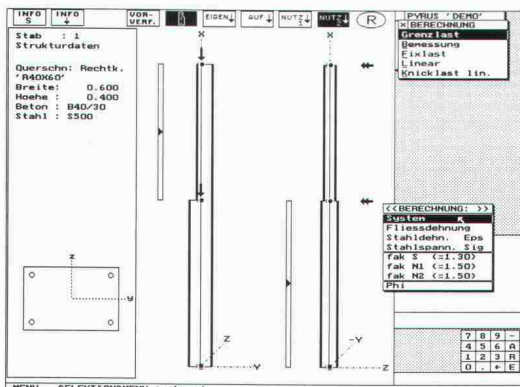 INFO S
INFO
VOR-VERF.
EIGEN
AUF
NUTZ
NUTZ
R
PYRUS 'DEMO'
× BERECHNUNG
Grenzlast
Bemessung
Fixlast
Linear
Knicklast lin.
Stab : 1
Strukturdaten
Querschn: Rechtk.
'R40X60'
Breite: 0.600
Hoehe : 0.400
Beton : B40/30
Stahl : S500
x
x
z
y
Z
Y
-Y
Z
<<BERECHNUNG: >>
System
Fliessdehnung
Stahldehn. Eps
Stahlspann. Sig
fak S (=1.30)
fak N1 (=1.50)
fak N2 (=1.50)
Phi
7 8 9 -
4 5 6 A
1 2 3 R
0 . ← E